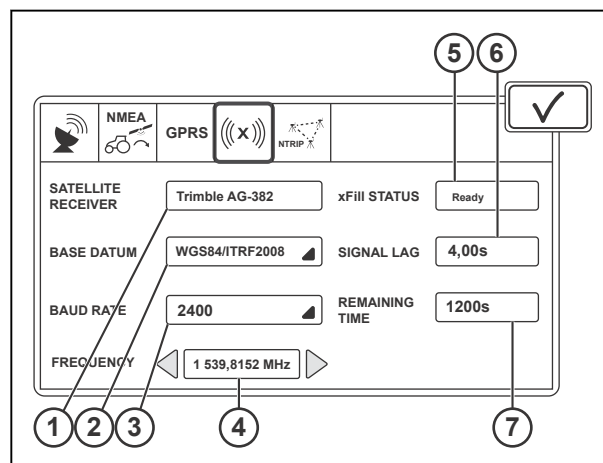 5
6
NMEA
GPRS
((( X )))
NTRIP
SATELLITE
RECEIVER
Trimble AG-382
xFill STATUS
Ready
BASE DATUM
WGS84/ITRF2008
SIGNAL LAG
4,00s
BAUD RATE
2400
REMAINING
TIME
1200s
FREQUENCY
1 539,8152 MHz
1
2
3
4
7